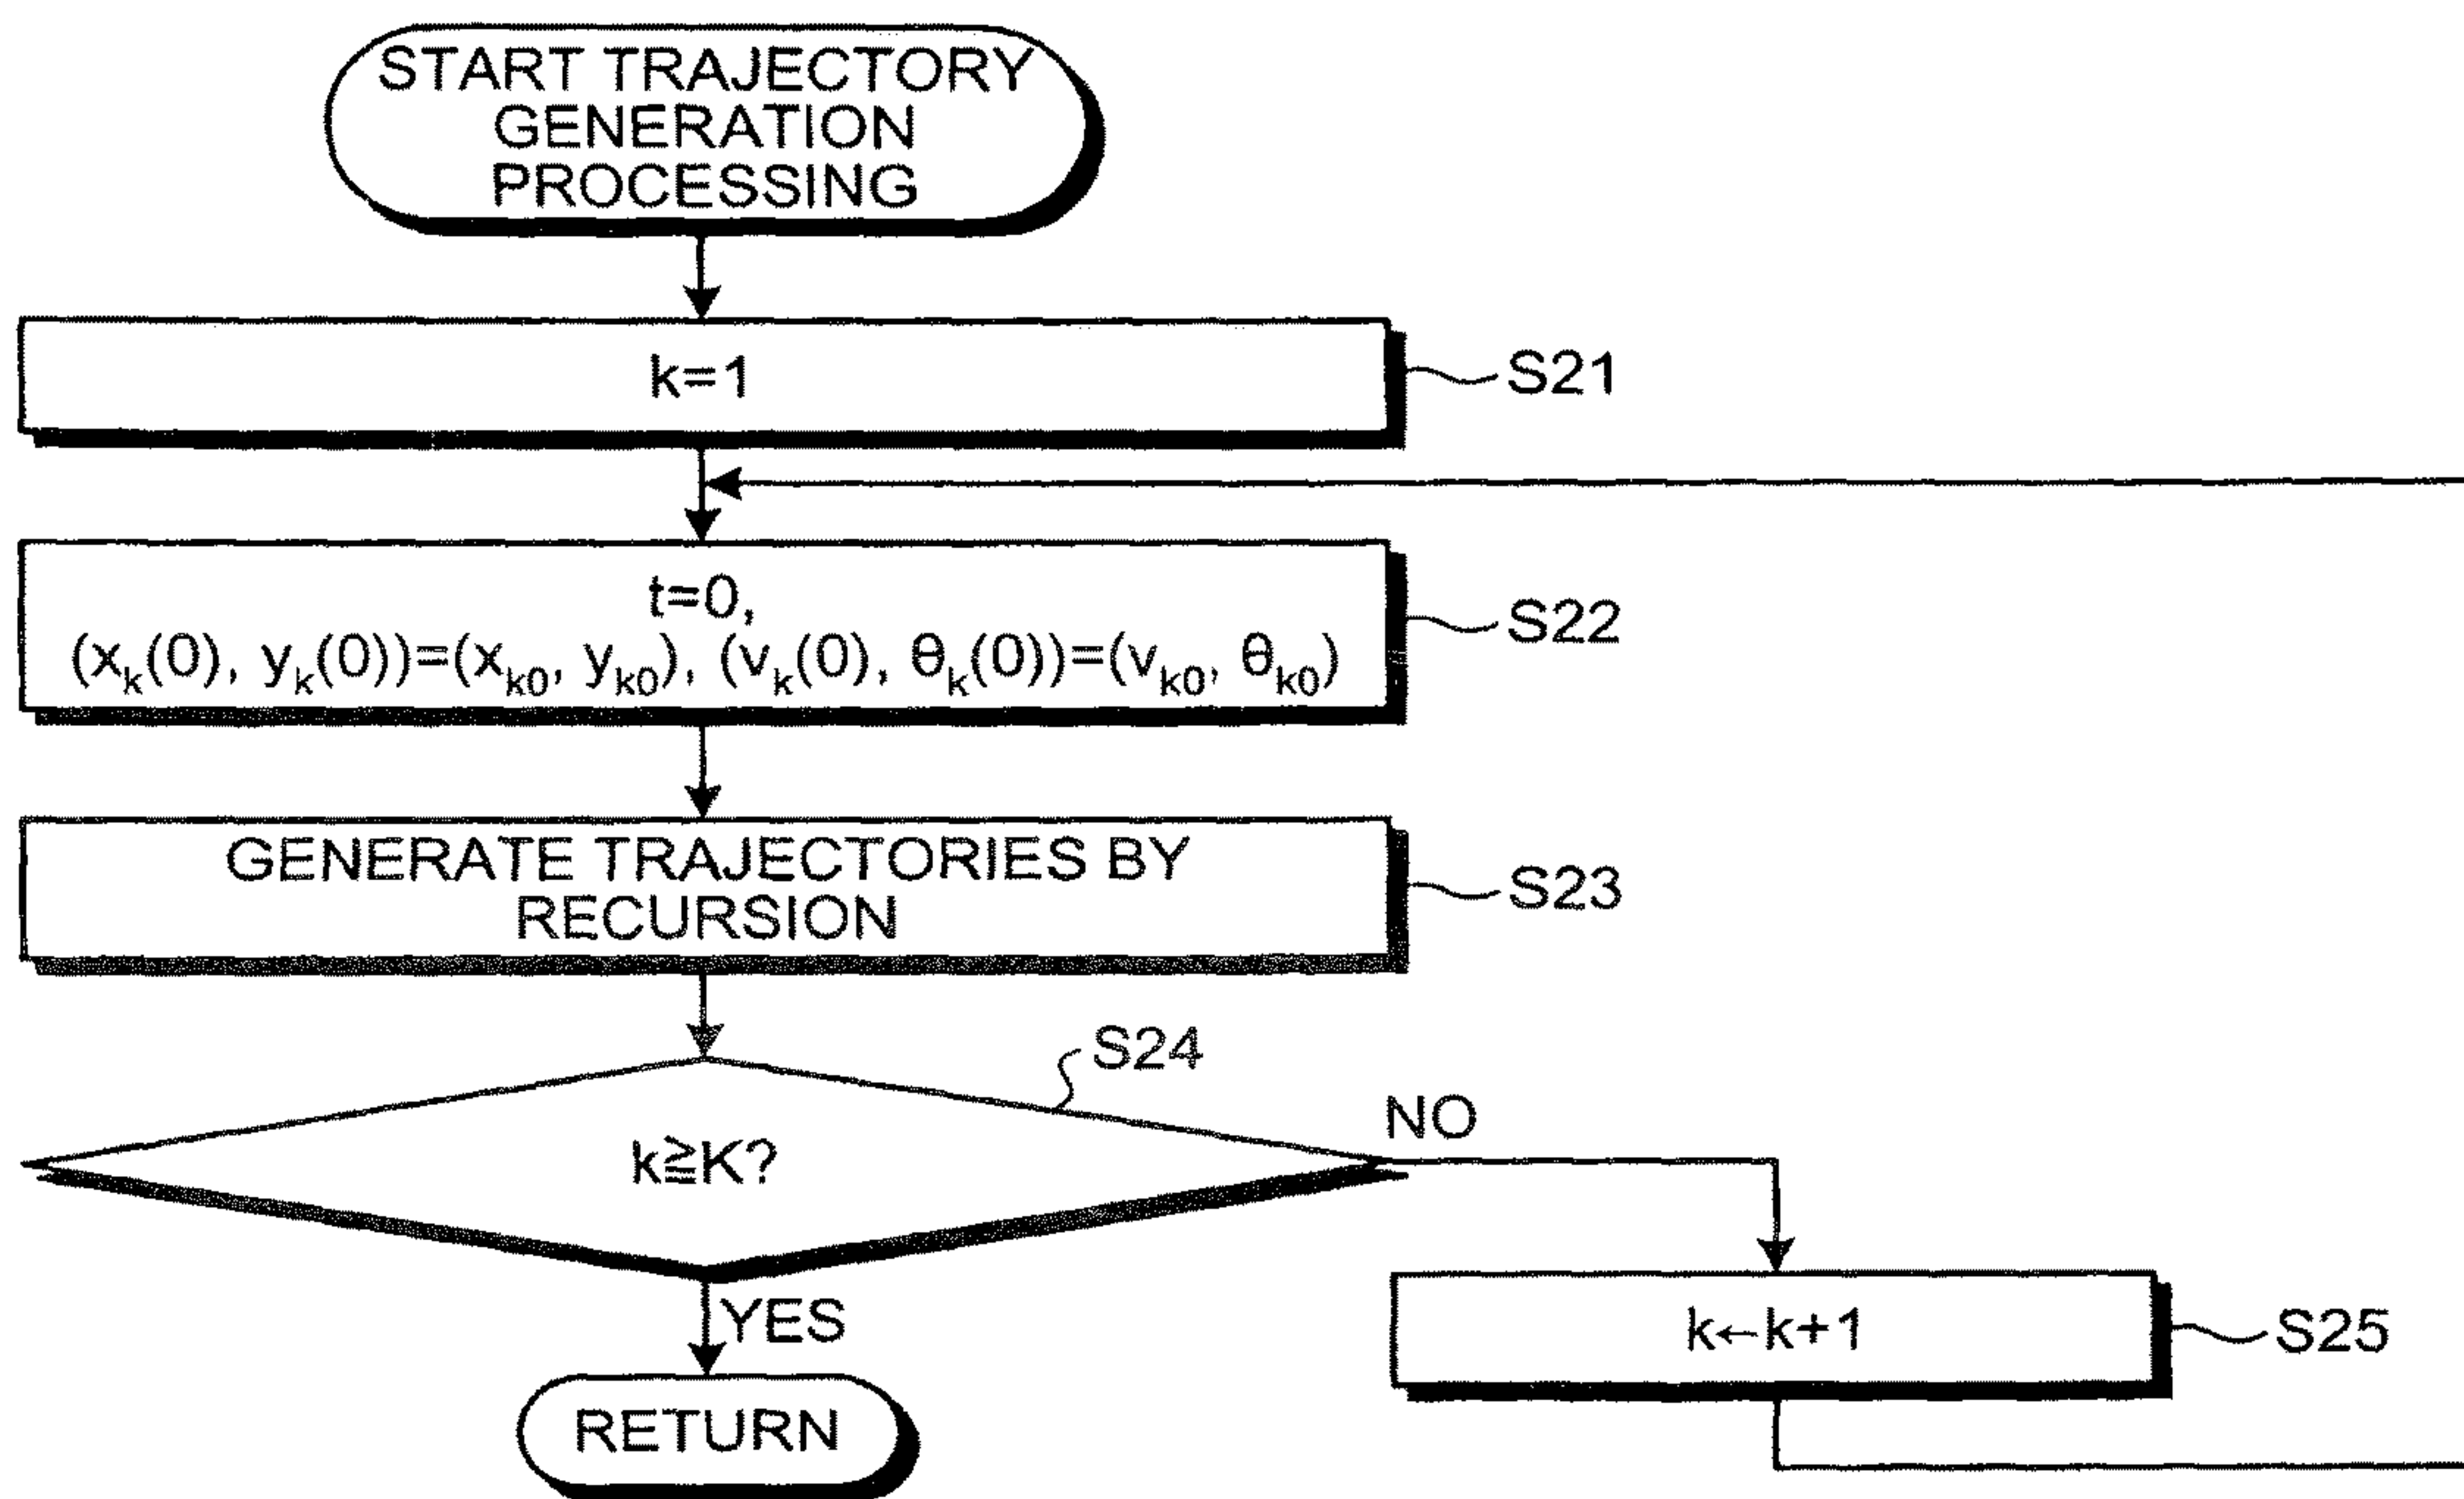 START TRAJECTORY
GENERATION
PROCESSING
k=1
S21
t=0,
(xₖ(0), yₖ(0))=(xₖ₀, yₖ₀), (vₖ(0), θₖ(0))=(vₖ₀, θₖ₀)
S22
GENERATE TRAJECTORIES BY
RECURSION
S23
S24
k≧K?
NO
YES
k←k+1
S25
RETURN